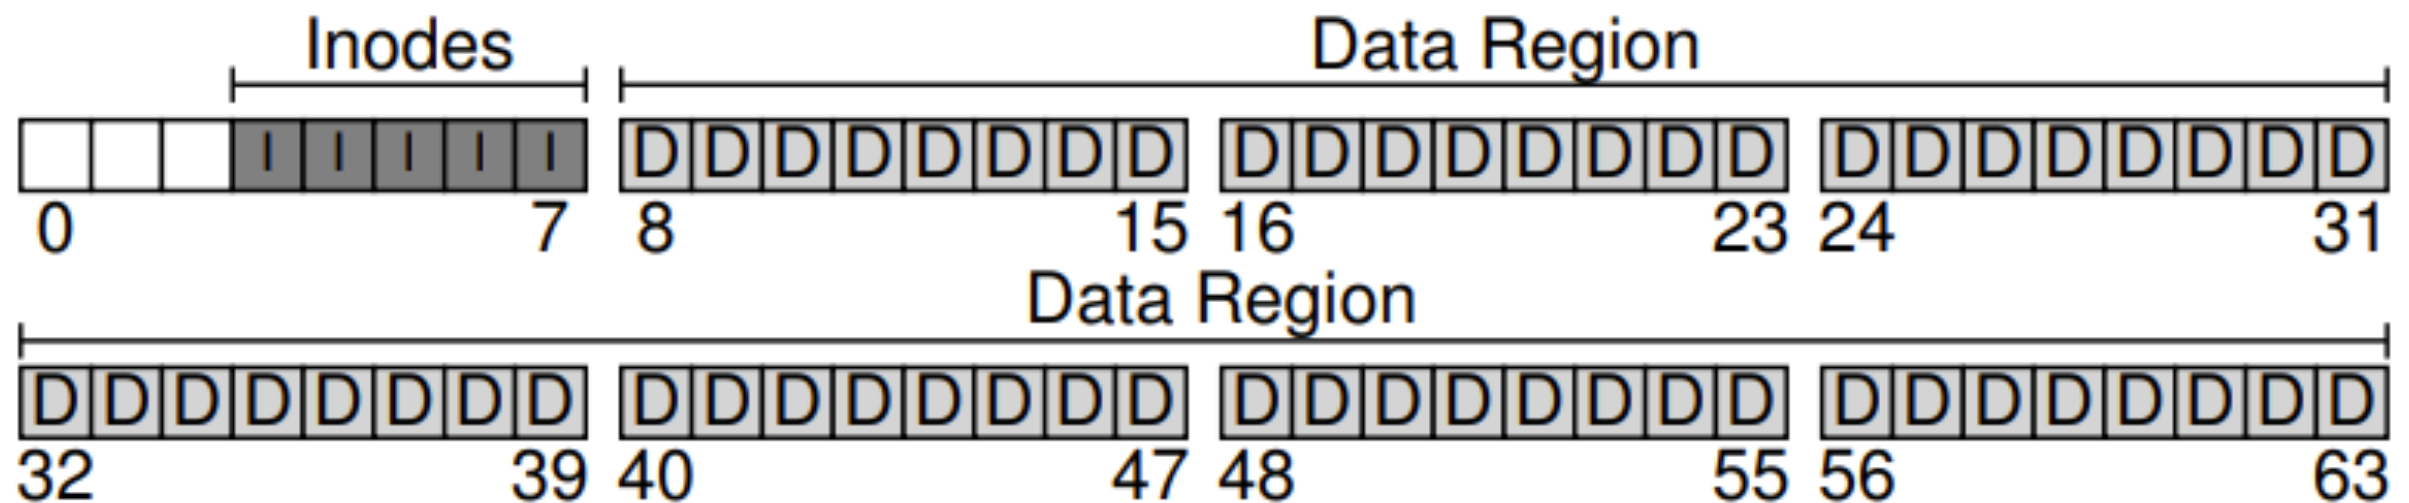 Inodes Data Region
I I I I I D D D D D D D D D D D D D D D D D D D D D D D D
0 7 8 15 16 23 24 31
Data Region
D D D D D D D D D D D D D D D D D D D D D D D D D D D D D D D D
32 39 40 47 48 55 56 63